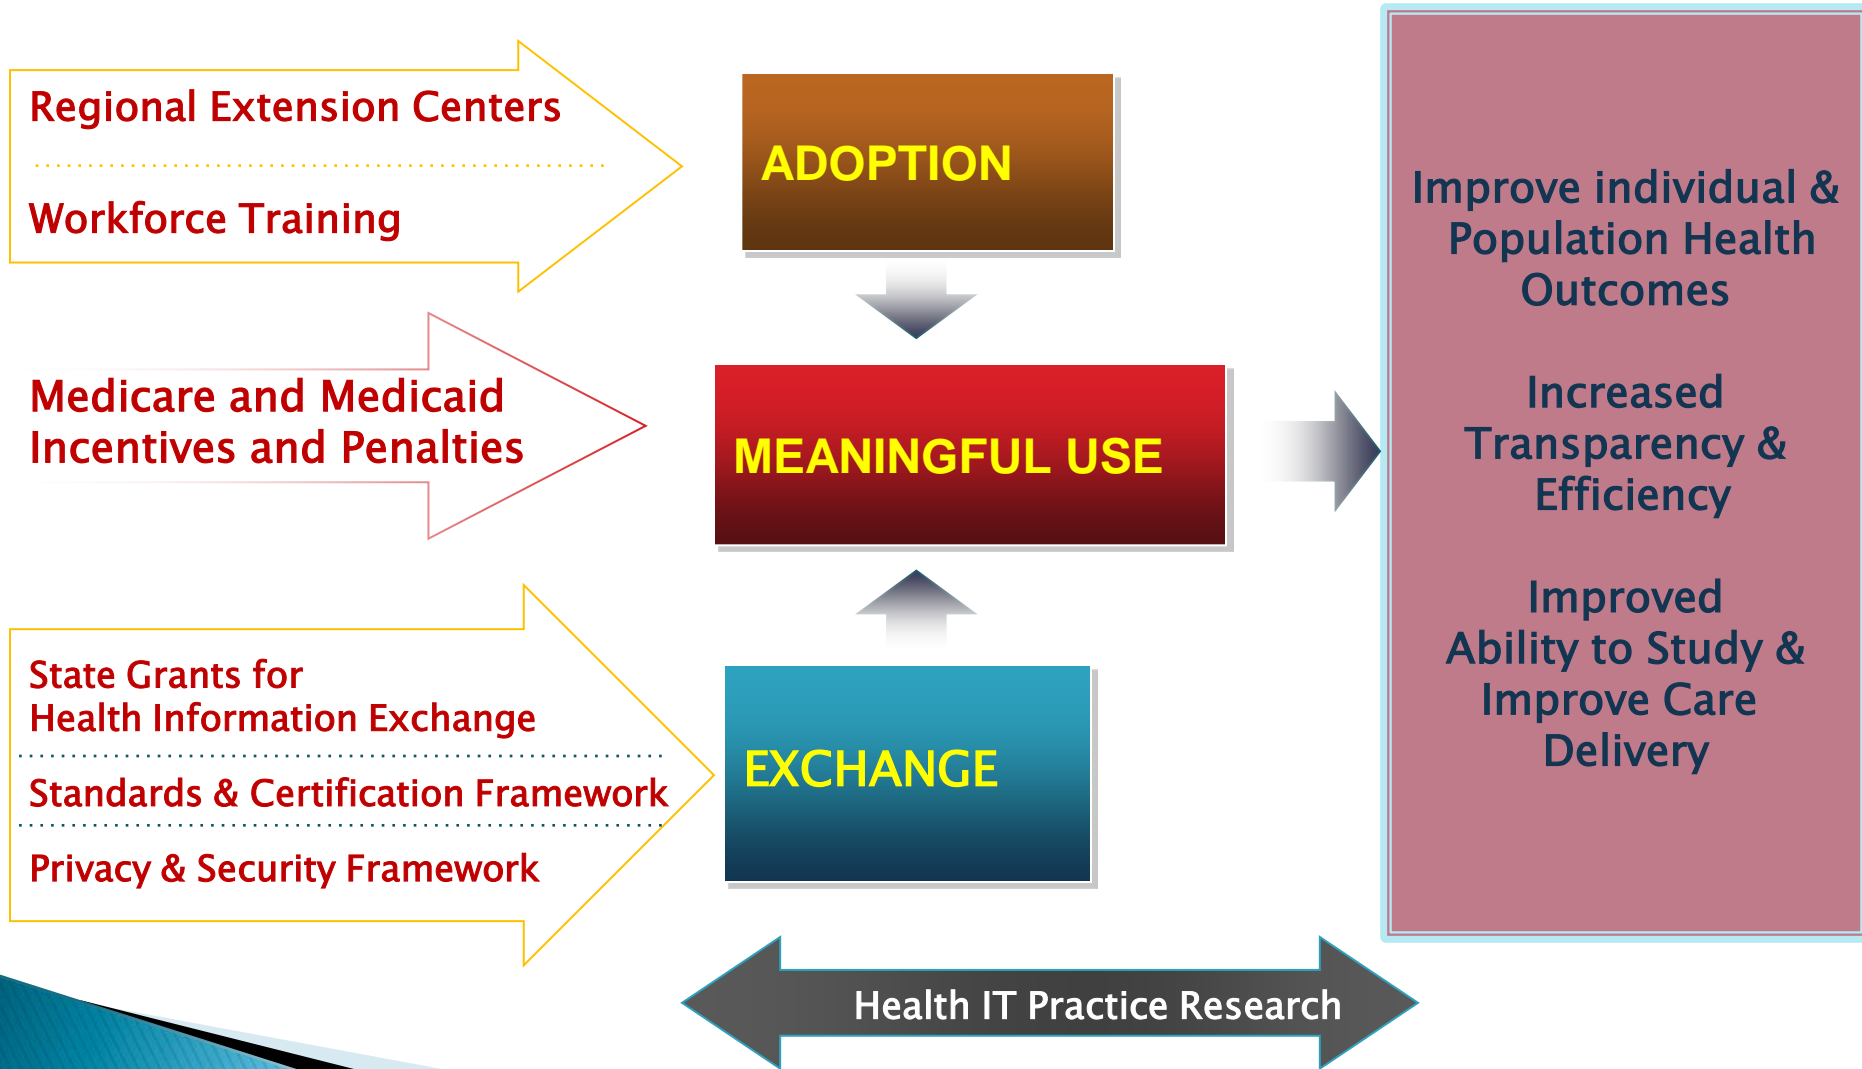 Regional Extension Centers
Workforce Training
ADOPTION
Medicare and Medicaid
Incentives and Penalties
MEANINGFUL USE
State Grants for
Health Information Exchange
Standards & Certification Framework
Privacy & Security Framework
EXCHANGE
Improve individual &
Population Health
Outcomes
Increased
Transparency &
Efficiency
Improved
Ability to Study &
Improve Care
Delivery
Health IT Practice Research